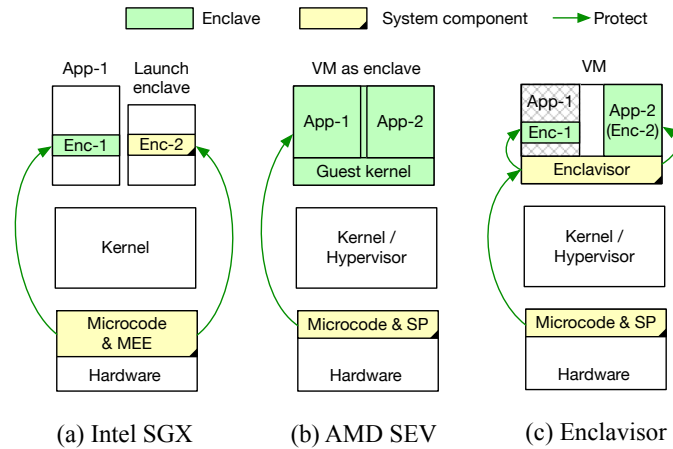 Enclave
System component
Protect
App-1
Launch
enclave
Enc-1
Enc-2
Kernel
Microcode
& MEE
Hardware
(a) Intel SGX
VM as enclave
App-1
App-2
Guest kernel
Kernel /
Hypervisor
Microcode & SP
Hardware
(b) AMD SEV
VM
App-1
Enc-1
App-2
(Enc-2)
Enclavisor
Kernel /
Hypervisor
Microcode & SP
Hardware
(c) Enclavisor